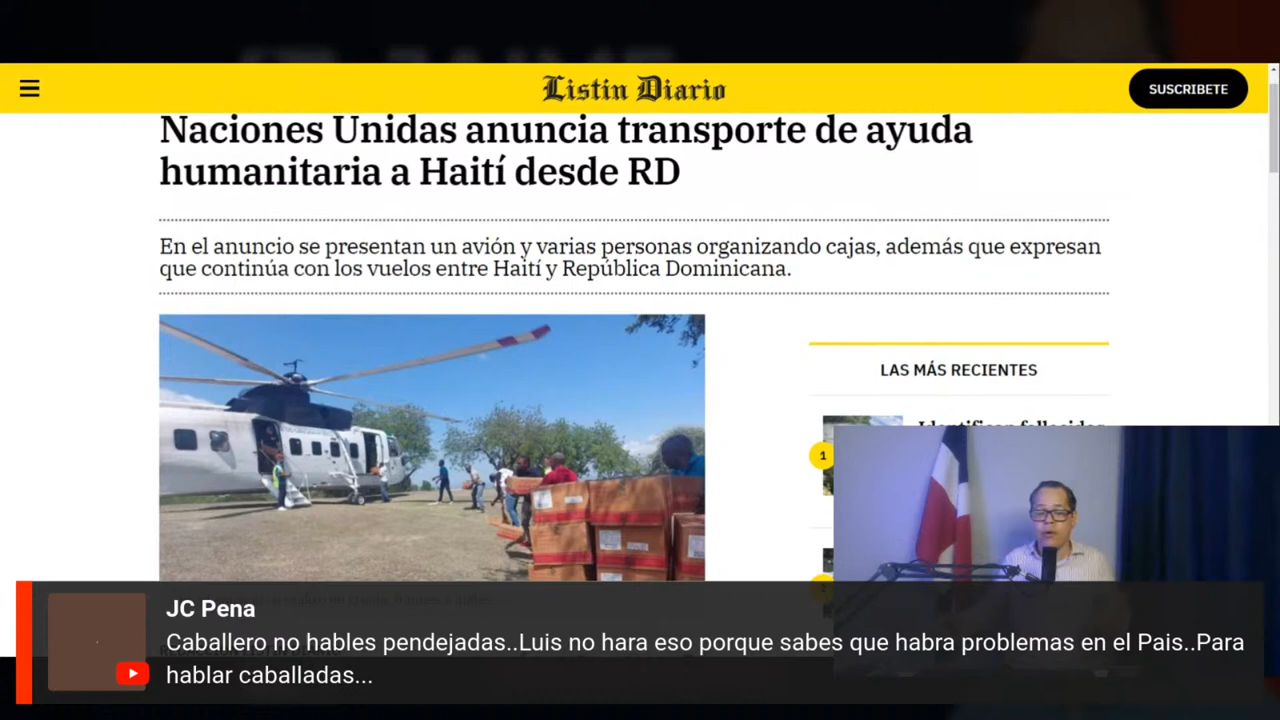 Listin Diario
SUSCRIBETE
Naciones Unidas anuncia transporte de ayuda
humanitaria a Haití desde RD
En el anuncio se presentan un avión y varias personas organizando cajas, además que expresan
que continúa con los vuelos entre Haití y República Dominicana.
LAS MÁS RECIENTES
1
Identifican fallecidos
JC Pena
Caballero no hables pendejadas..Luis no hara eso porque sabes que habra problemas en el Pais..Para
hablar caballadas...